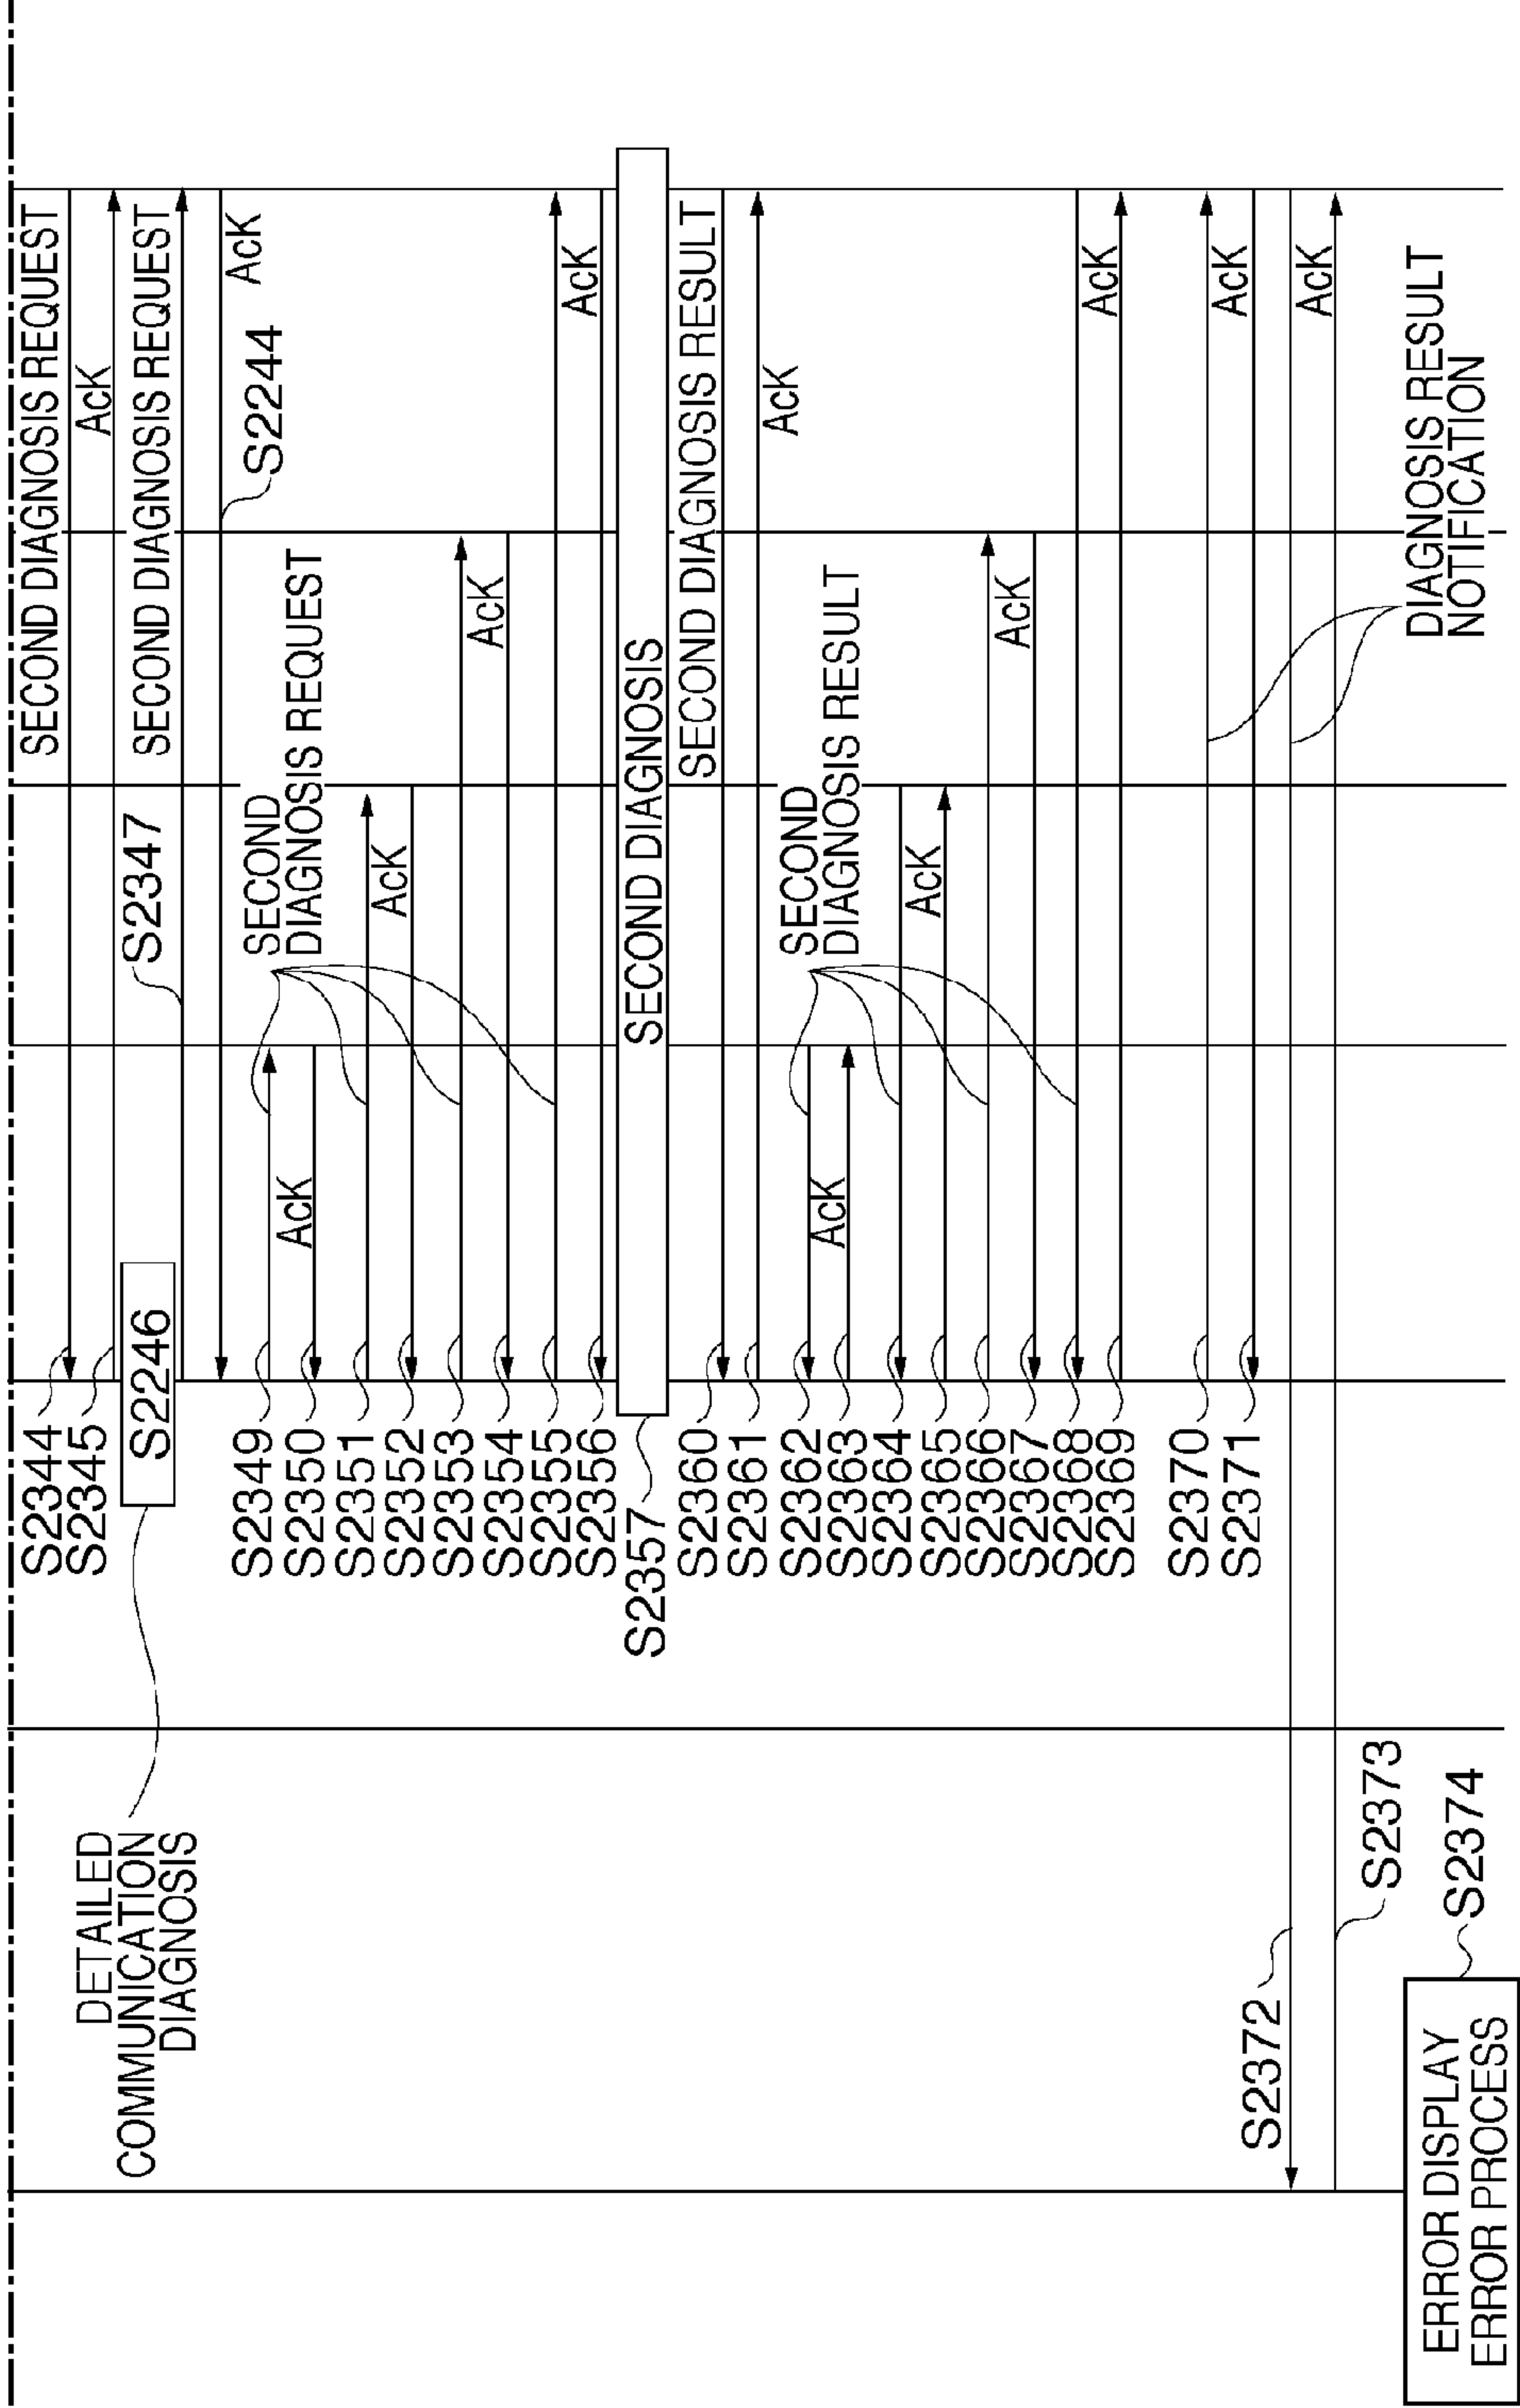 S2344
SECOND DIAGNOSIS REQUEST
S2345
AcK
DETAILED
COMMUNICATION
DIAGNOSIS
S2246
S2347
SECOND DIAGNOSIS REQUEST
AcK
S2244
S2349
SECOND
DIAGNOSIS REQUEST
S2350
AcK
S2351
S2352
AcK
S2353
S2354
AcK
S2355
S2356
AcK
S2357
SECOND DIAGNOSIS
S2360
SECOND DIAGNOSIS RESULT
S2361
AcK
S2362
SECOND
DIAGNOSIS RESULT
S2363
AcK
S2364
S2365
AcK
S2366
S2367
AcK
S2368
S2369
AcK
S2370
S2371
AcK
S2372
AcK
S2373
DIAGNOSIS RESULT
NOTIFICATION
S2374
ERROR DISPLAY
ERROR PROCESS